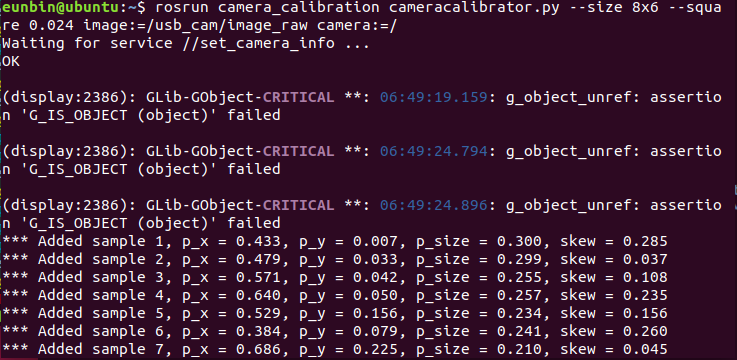 eunbin@ubuntu:~$ rosrun camera_calibration cameracalibrator.py --size 8x6 --squa
re 0.024 image:=/usb_cam/image_raw camera:=/
Waiting for service //set_camera_info ...
OK
(display:2386): GLib-GObject-CRITICAL **: 06:49:19.159: g_object_unref: assertio
n 'G_IS_OBJECT (object)' failed
(display:2386): GLib-GObject-CRITICAL **: 06:49:24.794: g_object_unref: assertio
n 'G_IS_OBJECT (object)' failed
(display:2386): GLib-GObject-CRITICAL **: 06:49:24.896: g_object_unref: assertio
n 'G_IS_OBJECT (object)' failed
*** Added sample 1, p_x = 0.433, p_y = 0.007, p_size = 0.300, skew = 0.285
*** Added sample 2, p_x = 0.479, p_y = 0.033, p_size = 0.299, skew = 0.037
*** Added sample 3, p_x = 0.571, p_y = 0.042, p_size = 0.255, skew = 0.108
*** Added sample 4, p_x = 0.640, p_y = 0.050, p_size = 0.257, skew = 0.235
*** Added sample 5, p_x = 0.529, p_y = 0.156, p_size = 0.234, skew = 0.156
*** Added sample 6, p_x = 0.384, p_y = 0.079, p_size = 0.241, skew = 0.260
*** Added sample 7, p_x = 0.686, p_y = 0.225, p_size = 0.210, skew = 0.045